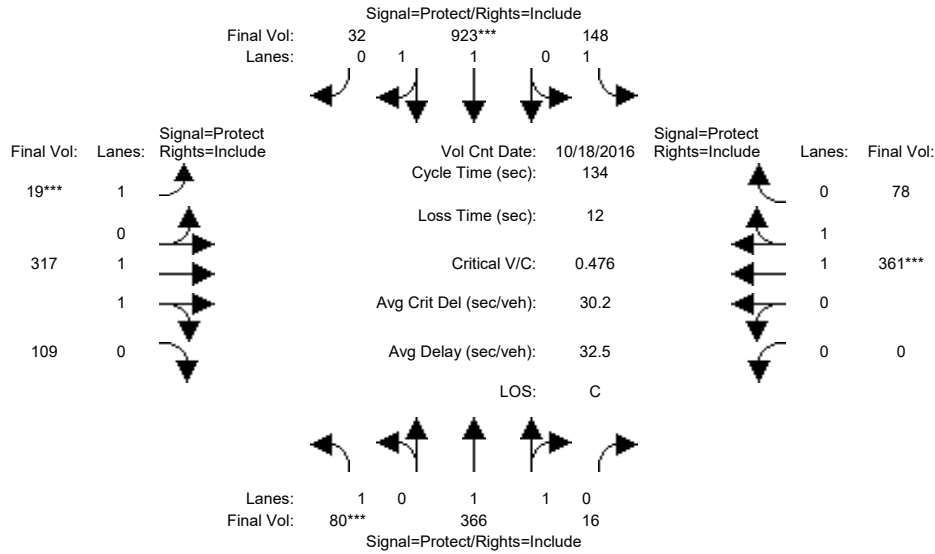 Signal=Protect/Rights=Include
Final Vol: 32 923*** 148
Lanes: 0 1 1 0 1
Signal=Protect
Final Vol: Lanes: Rights=Include
Vol Cnt Date: 10/18/2016
Signal=Protect
Rights=Include Lanes: Final Vol:
Cycle Time (sec): 134
19*** 1
0 78
Loss Time (sec): 12
0
1
317 1
Critical V/C: 0.476
1 361***
1
Avg Crit Del (sec/veh): 30.2
0
109 0
Avg Delay (sec/veh): 32.5
0 0
LOS: C
Lanes: 1 0 1 1 0
Final Vol: 80*** 366 16
Signal=Protect/Rights=Include